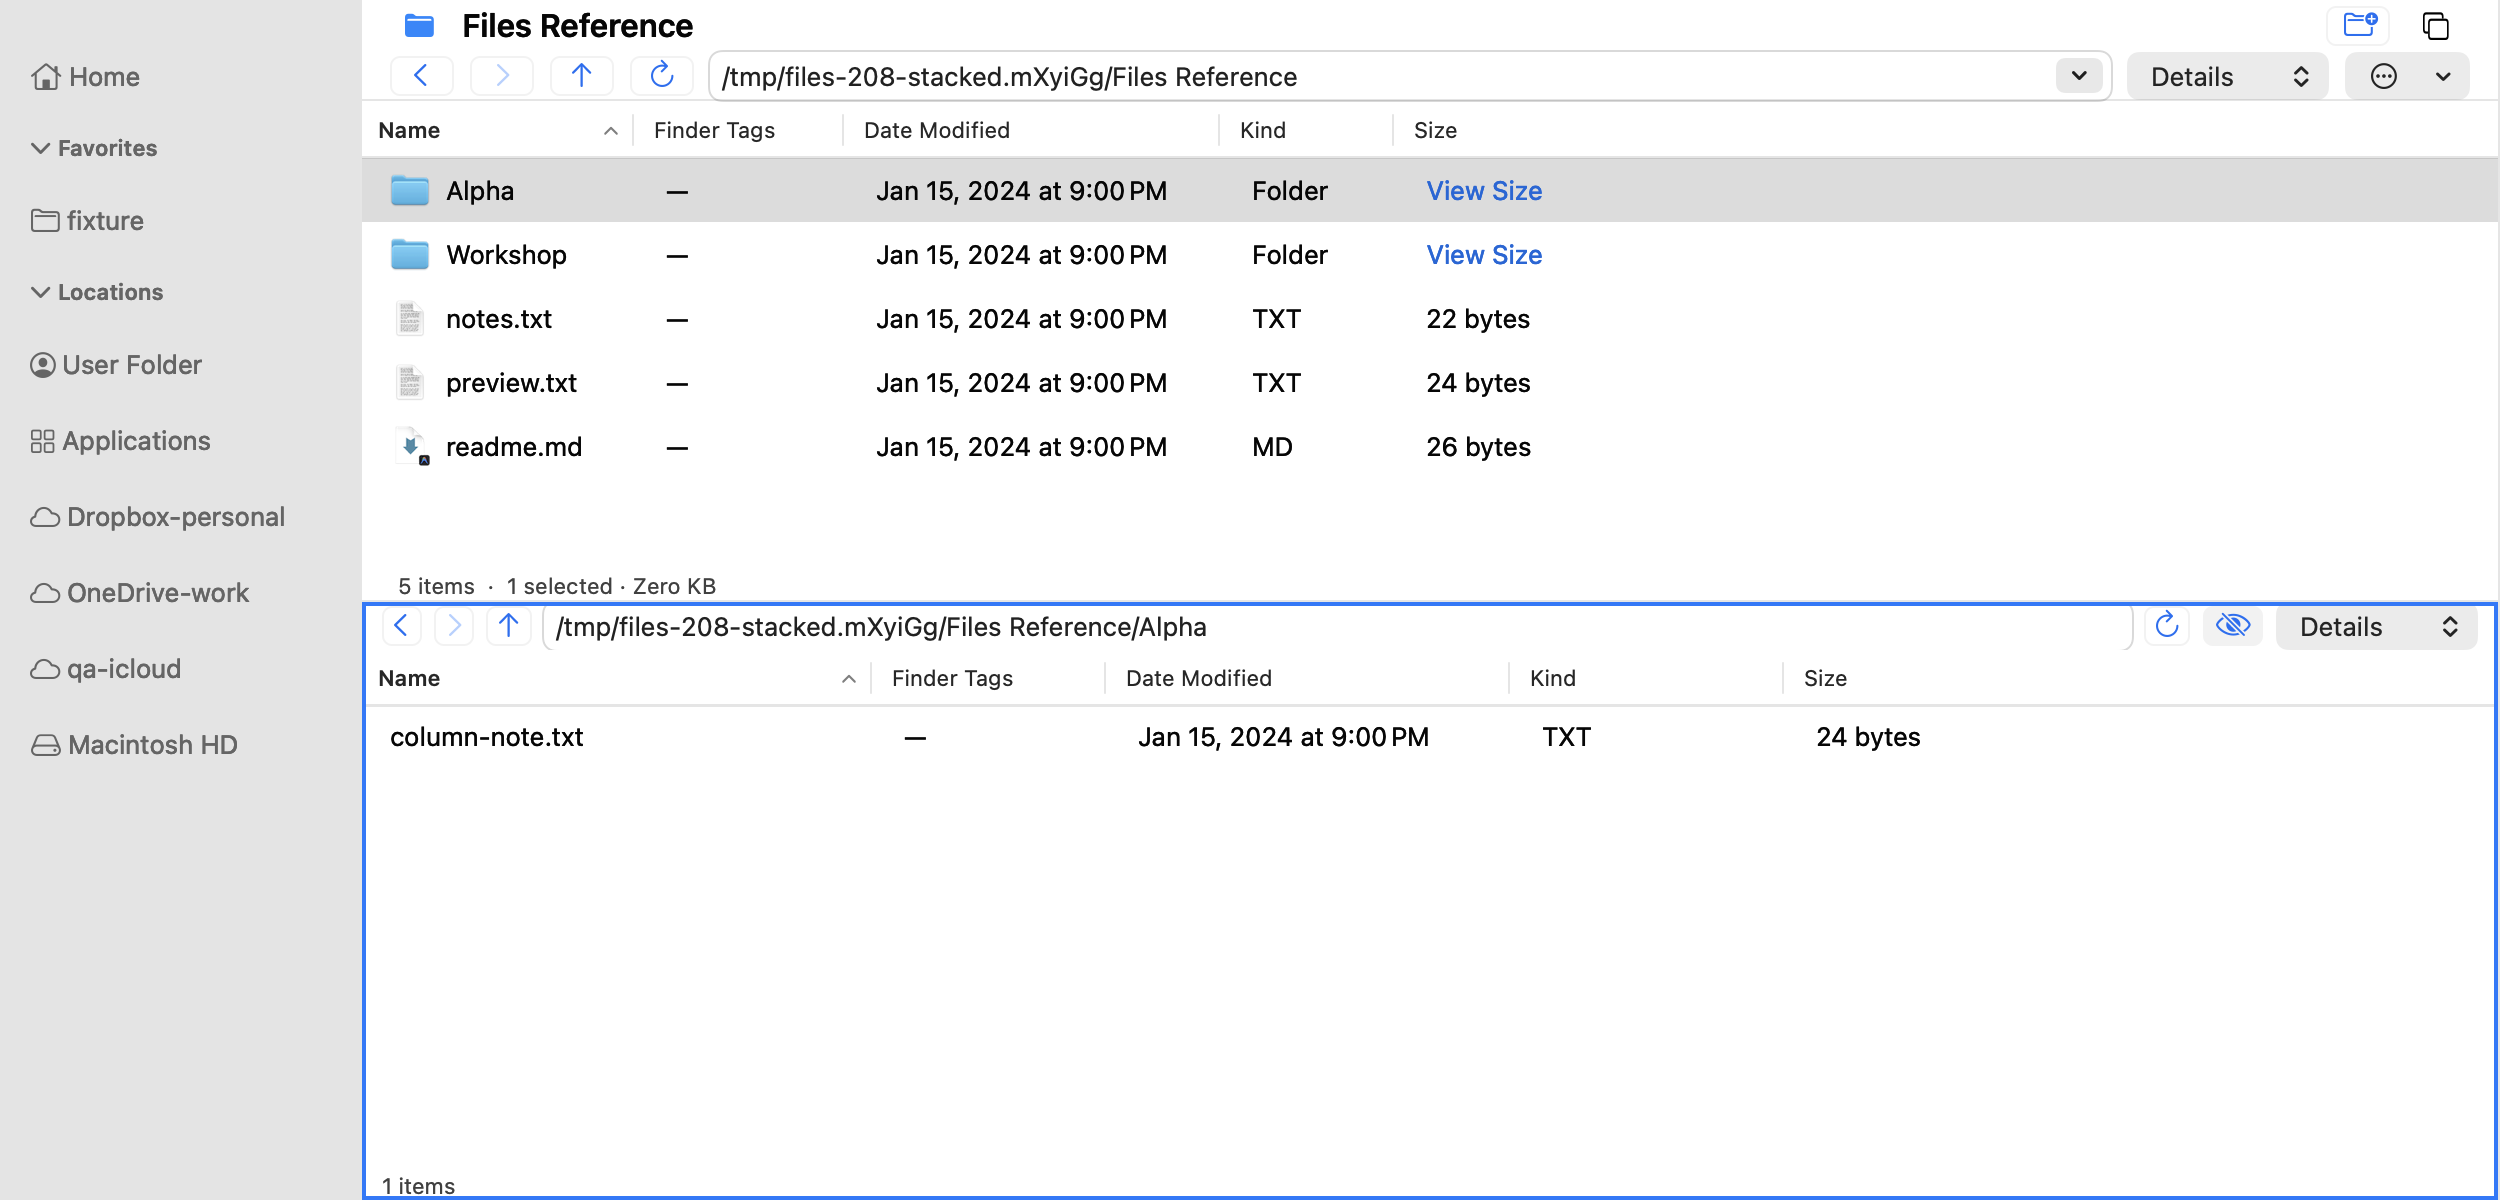 Files Reference
Home
/tmp/files-208-stacked.mXyiGg/Files Reference
Details
Favorites
fixture
Locations
User Folder
Applications
Dropbox-personal
OneDrive-work
qa-icloud
Macintosh HD
Name Finder Tags Date Modified Kind Size
Alpha — Jan 15, 2024 at 9:00 PM Folder View Size
Workshop — Jan 15, 2024 at 9:00 PM Folder View Size
notes.txt — Jan 15, 2024 at 9:00 PM TXT 22 bytes
preview.txt — Jan 15, 2024 at 9:00 PM TXT 24 bytes
readme.md — Jan 15, 2024 at 9:00 PM MD 26 bytes
5 items · 1 selected · Zero KB
/tmp/files-208-stacked.mXyiGg/Files Reference/Alpha
Details
Name Finder Tags Date Modified Kind Size
column-note.txt — Jan 15, 2024 at 9:00 PM TXT 24 bytes
1 items